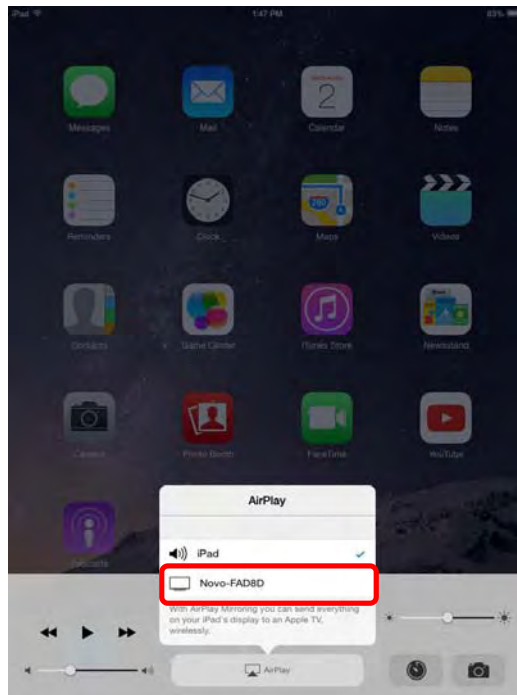 iPad
1:47 PM
83%
2
Messages
Mail
Calendar
Notes
280
Reminders
Clock
Maps
Videos
Contacts
Game Center
iTunes Store
Newsstand
Camera
Photo Booth
FaceTime
YouTube
Podcasts
AirPlay
iPad
Novo-FAD8D
With AirPlay Mirroring you can send everything
on your iPad's display to an Apple TV,
wirelessly.
AirPlay